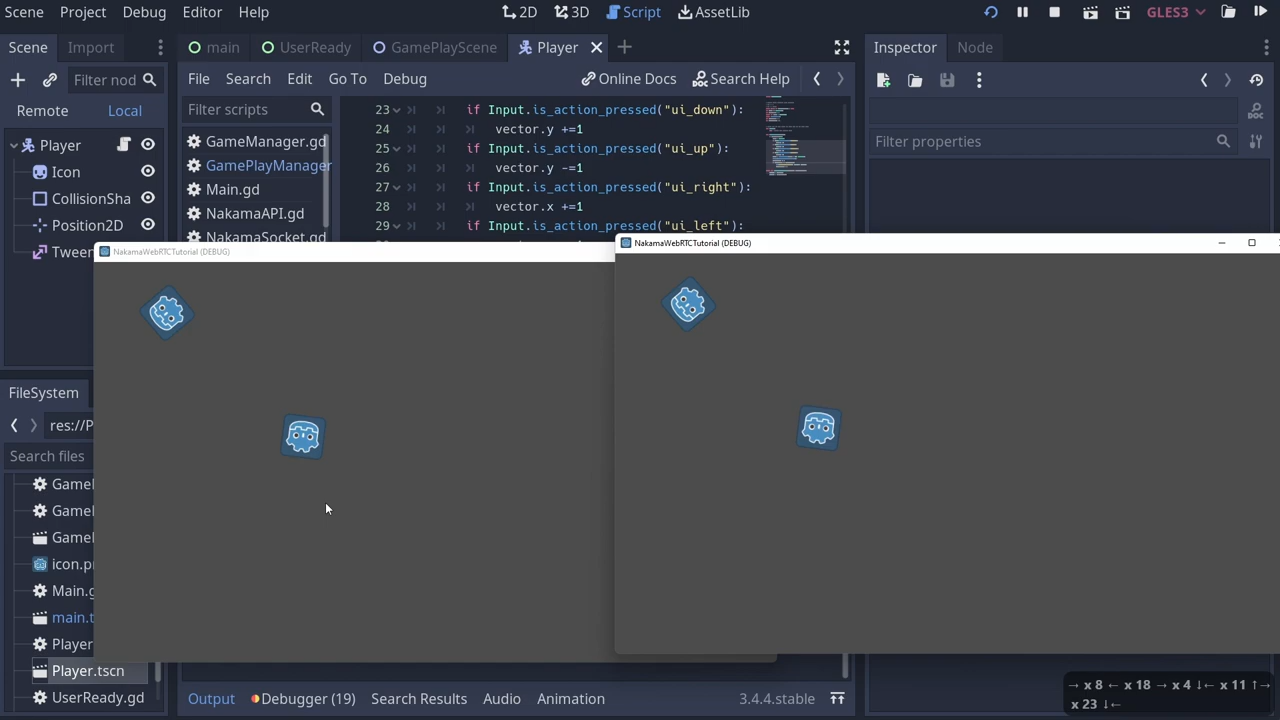 Scene Project Debug Editor Help 2D 3D Script AssetLib GLES3
Scene Import main UserReady GamePlayScene Player Inspector Node
Filter nod File Search Edit Go To Debug Online Docs Search Help
Remote Local Filter scripts Filter properties
Player
Icon
CollisionSha
Position2D
Tween
GameManager.gd
GamePlayManager
Main.gd
NakamaAPI.gd
NakamaSocket.gd
23 if Input.is_action_pressed("ui_down"):
24 vector.y +=1
25 if Input.is_action_pressed("ui_up"):
26 vector.y -=1
27 if Input.is_action_pressed("ui_right"):
28 vector.x +=1
29 if Input.is_action_pressed("ui_left"):
NakamaWebRTCTutorial (DEBUG)
NakamaWebRTCTutorial (DEBUG)
FileSystem
res://P
Search files
Gamel
Gamel
Gamel
icon.p
Main.g
main.t
Player
Player.tscn
UserReady.gd
Output Debugger (19) Search Results Audio Animation 3.4.4.stable
→ x 8 ← x 18 → x 4 ↓← x 11 ↑→
x 23 ↓←